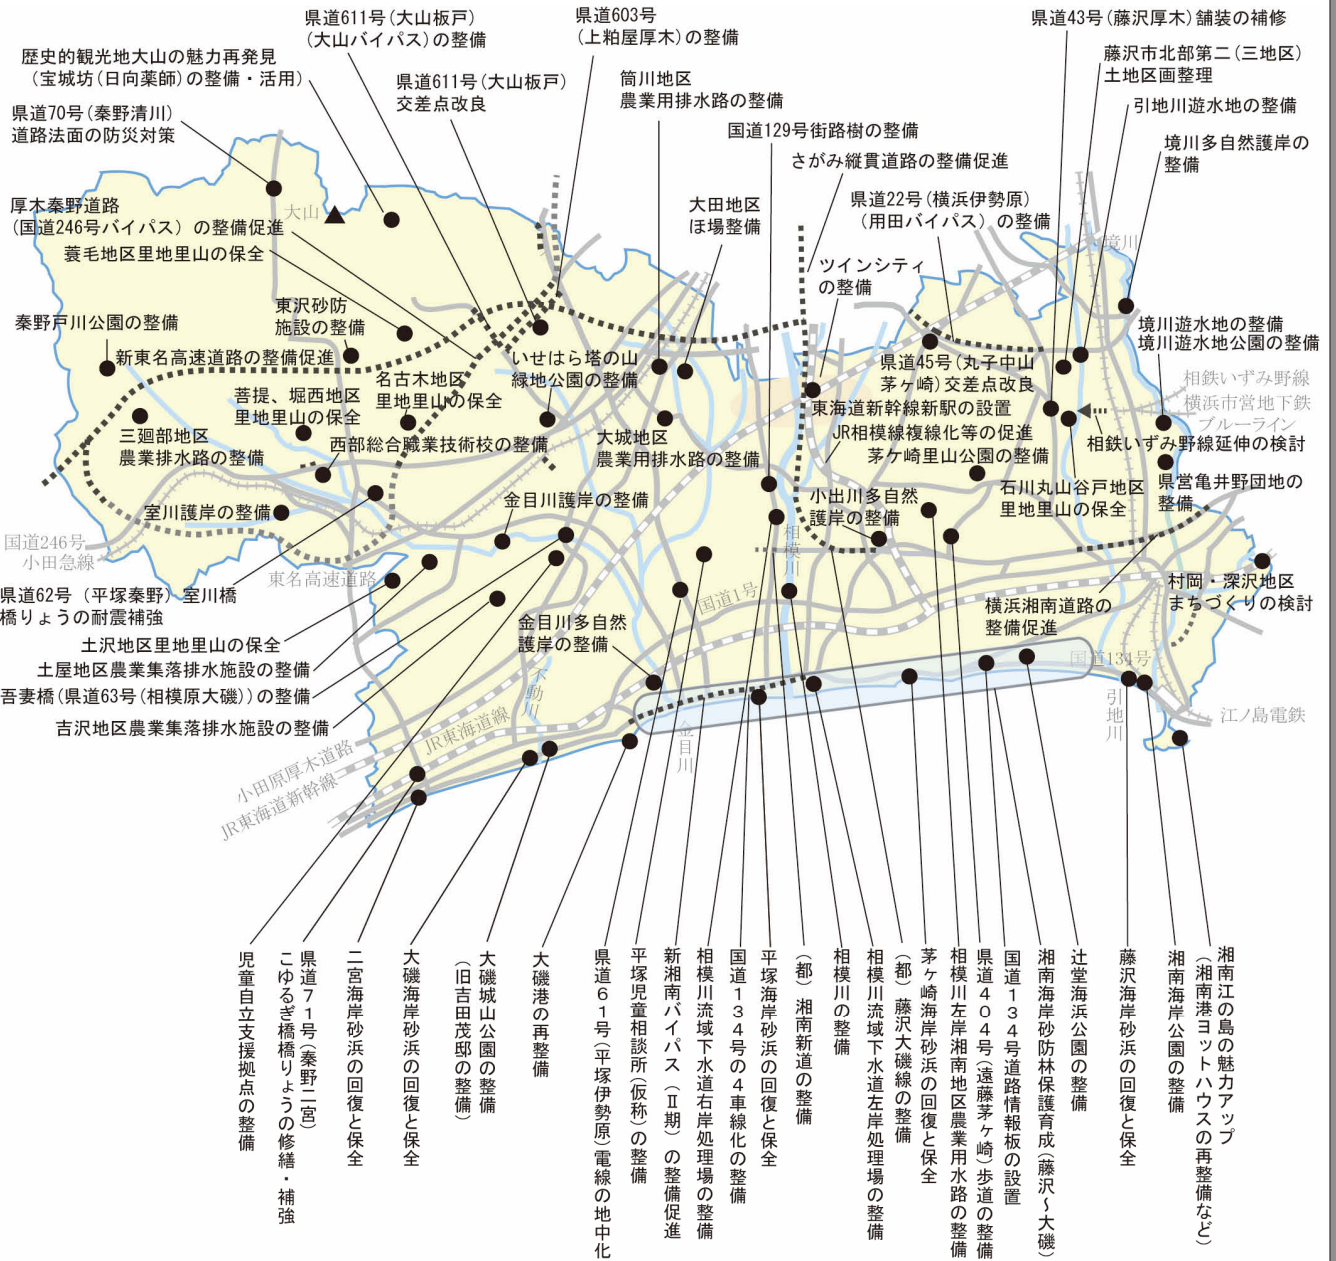 県道611号(大山板戸)
(大山バイパス)の整備
県道603号
(上粕屋厚木)の整備
県道43号(藤沢厚木)舗装の補修
歴史的観光地大山の魅力再発見
(宝城坊(日向薬師)の整備・活用)
県道611号(大山板戸)
交差点改良
筒川地区
農業用排水路の整備
藤沢市北部第二(三地区)
土地区画整理
県道70号(秦野清川)
道路法面の防災対策
国道129号街路樹の整備
引地川遊水地の整備
さがみ縦貫道路の整備促進
境川多自然護岸の
整備
厚木秦野道路
(国道246号バイパス)の整備促進
大山
大田地区
ほ場整備
県道22号(横浜伊勢原)
(用田バイパス)の整備
境川
蓑毛地区里地里山の保全
ツインシティ
の整備
東沢砂防
施設の整備
秦野戸川公園の整備
境川遊水地の整備
境川遊水地公園の整備
新東名高速道路の整備促進
いせはら塔の山
緑地公園の整備
県道45号(丸子中山
茅ヶ崎)交差点改良
名古木地区
里地里山の保全
菩提、堀西地区
里地里山の保全
相鉄いずみ野線
横浜市営地下鉄
ブルーライン
東海道新幹線新駅の設置
JR相模線複線化等の促進
茅ケ崎里山公園の整備
三廻部地区
農業排水路の整備
西部総合職業技術校の整備
大城地区
農業用排水路の整備
相鉄いずみ野線延伸の検討
石川丸山谷戸地区
里地里山の保全
県営亀井野団地の
整備
室川護岸の整備
金目川護岸の整備
小出川多自然
護岸の整備
国道246号
小田急線
相模川
東名高速道路
村岡・深沢地区
まちづくりの検討
県道62号(平塚秦野)室川橋
橋りょうの耐震補強
国道1号
横浜湘南道路の
整備促進
金目川多自然
護岸の整備
土沢地区里地里山の保全
土屋地区農業集落排水施設の整備
国道134号
吾妻橋(県道63号(相模原大磯))の整備
不動川
引地川
吉沢地区農業集落排水施設の整備
JR東海道線
金目川
江ノ島電鉄
小田原厚木道路
JR東海道新幹線
児童自立支援拠点の整備
県道71号(秦野二宮)
こゆるぎ橋橋りょうの修繕・補強
二宮海岸砂浜の回復と保全
大磯海岸砂浜の回復と保全
大磯城山公園の整備
(旧吉田茂邸の整備)
大磯港の再整備
県道61号(平塚伊勢原)電線の地中化
平塚児童相談所(仮称)の整備
新湘南バイパス(Ⅱ期)の整備促進
相模川流域下水道右岸処理場の整備
国道134号の4車線化の整備
平塚海岸砂浜の回復と保全
(都)湘南新道の整備
相模川の整備
相模川流域下水道左岸処理場の整備
(都)藤沢大磯線の整備
茅ヶ崎海岸砂浜の回復と保全
相模川左岸湘南地区農業用水路の整備
県道404号(遠藤茅ヶ崎)歩道の整備
国道134号道路情報板の設置
湘南海岸砂防林保護育成(藤沢〜大磯)
辻堂海浜公園の整備
藤沢海岸砂浜の回復と保全
湘南海岸公園の整備
湘南江の島の魅力アップ
(湘南港ヨットハウスの再整備など)